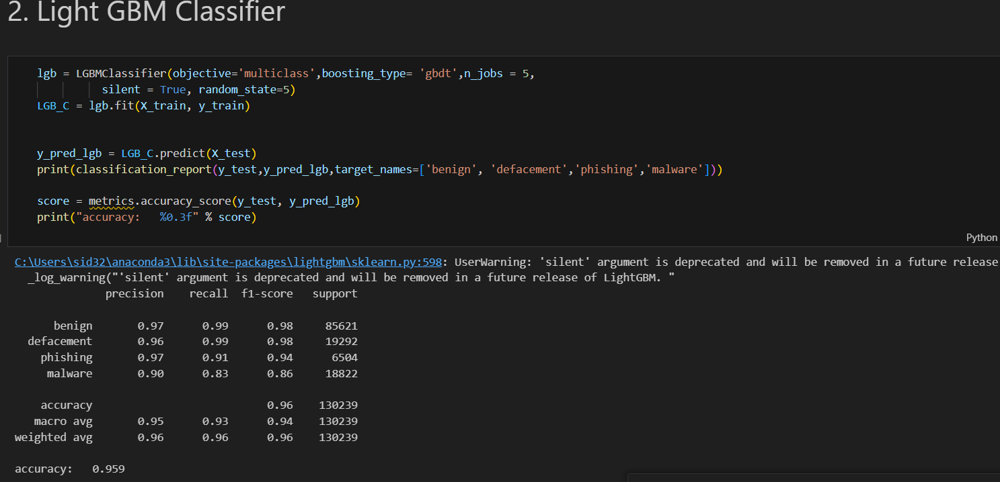 2. Light GBM Classifier
lgb = LGBMClassifier(objective='multiclass',boosting_type= 'gbdt',n_jobs = 5,
silent = True, random_state=5)
LGB_C = lgb.fit(X_train, y_train)
y_pred_lgb = LGB_C.predict(X_test)
print(classification_report(y_test,y_pred_lgb,target_names=['benign', 'defacement','phishing','malware']))
score = metrics.accuracy_score(y_test, y_pred_lgb)
print("accuracy:   %0.3f" % score)
Python
C:\Users\sid32\anaconda3\lib\site-packages\lightgbm\sklearn.py:598: UserWarning: 'silent' argument is deprecated and will be removed in a future release
_log_warning("'silent' argument is deprecated and will be removed in a future release of LightGBM. "
precision    recall  f1-score   support
benign       0.97      0.99      0.98     85621
defacement       0.96      0.99      0.98     19292
phishing       0.97      0.91      0.94      6504
malware       0.90      0.83      0.86     18822
accuracy                           0.96    130239
macro avg       0.95      0.93      0.94    130239
weighted avg       0.96      0.96      0.96    130239
accuracy:   0.959